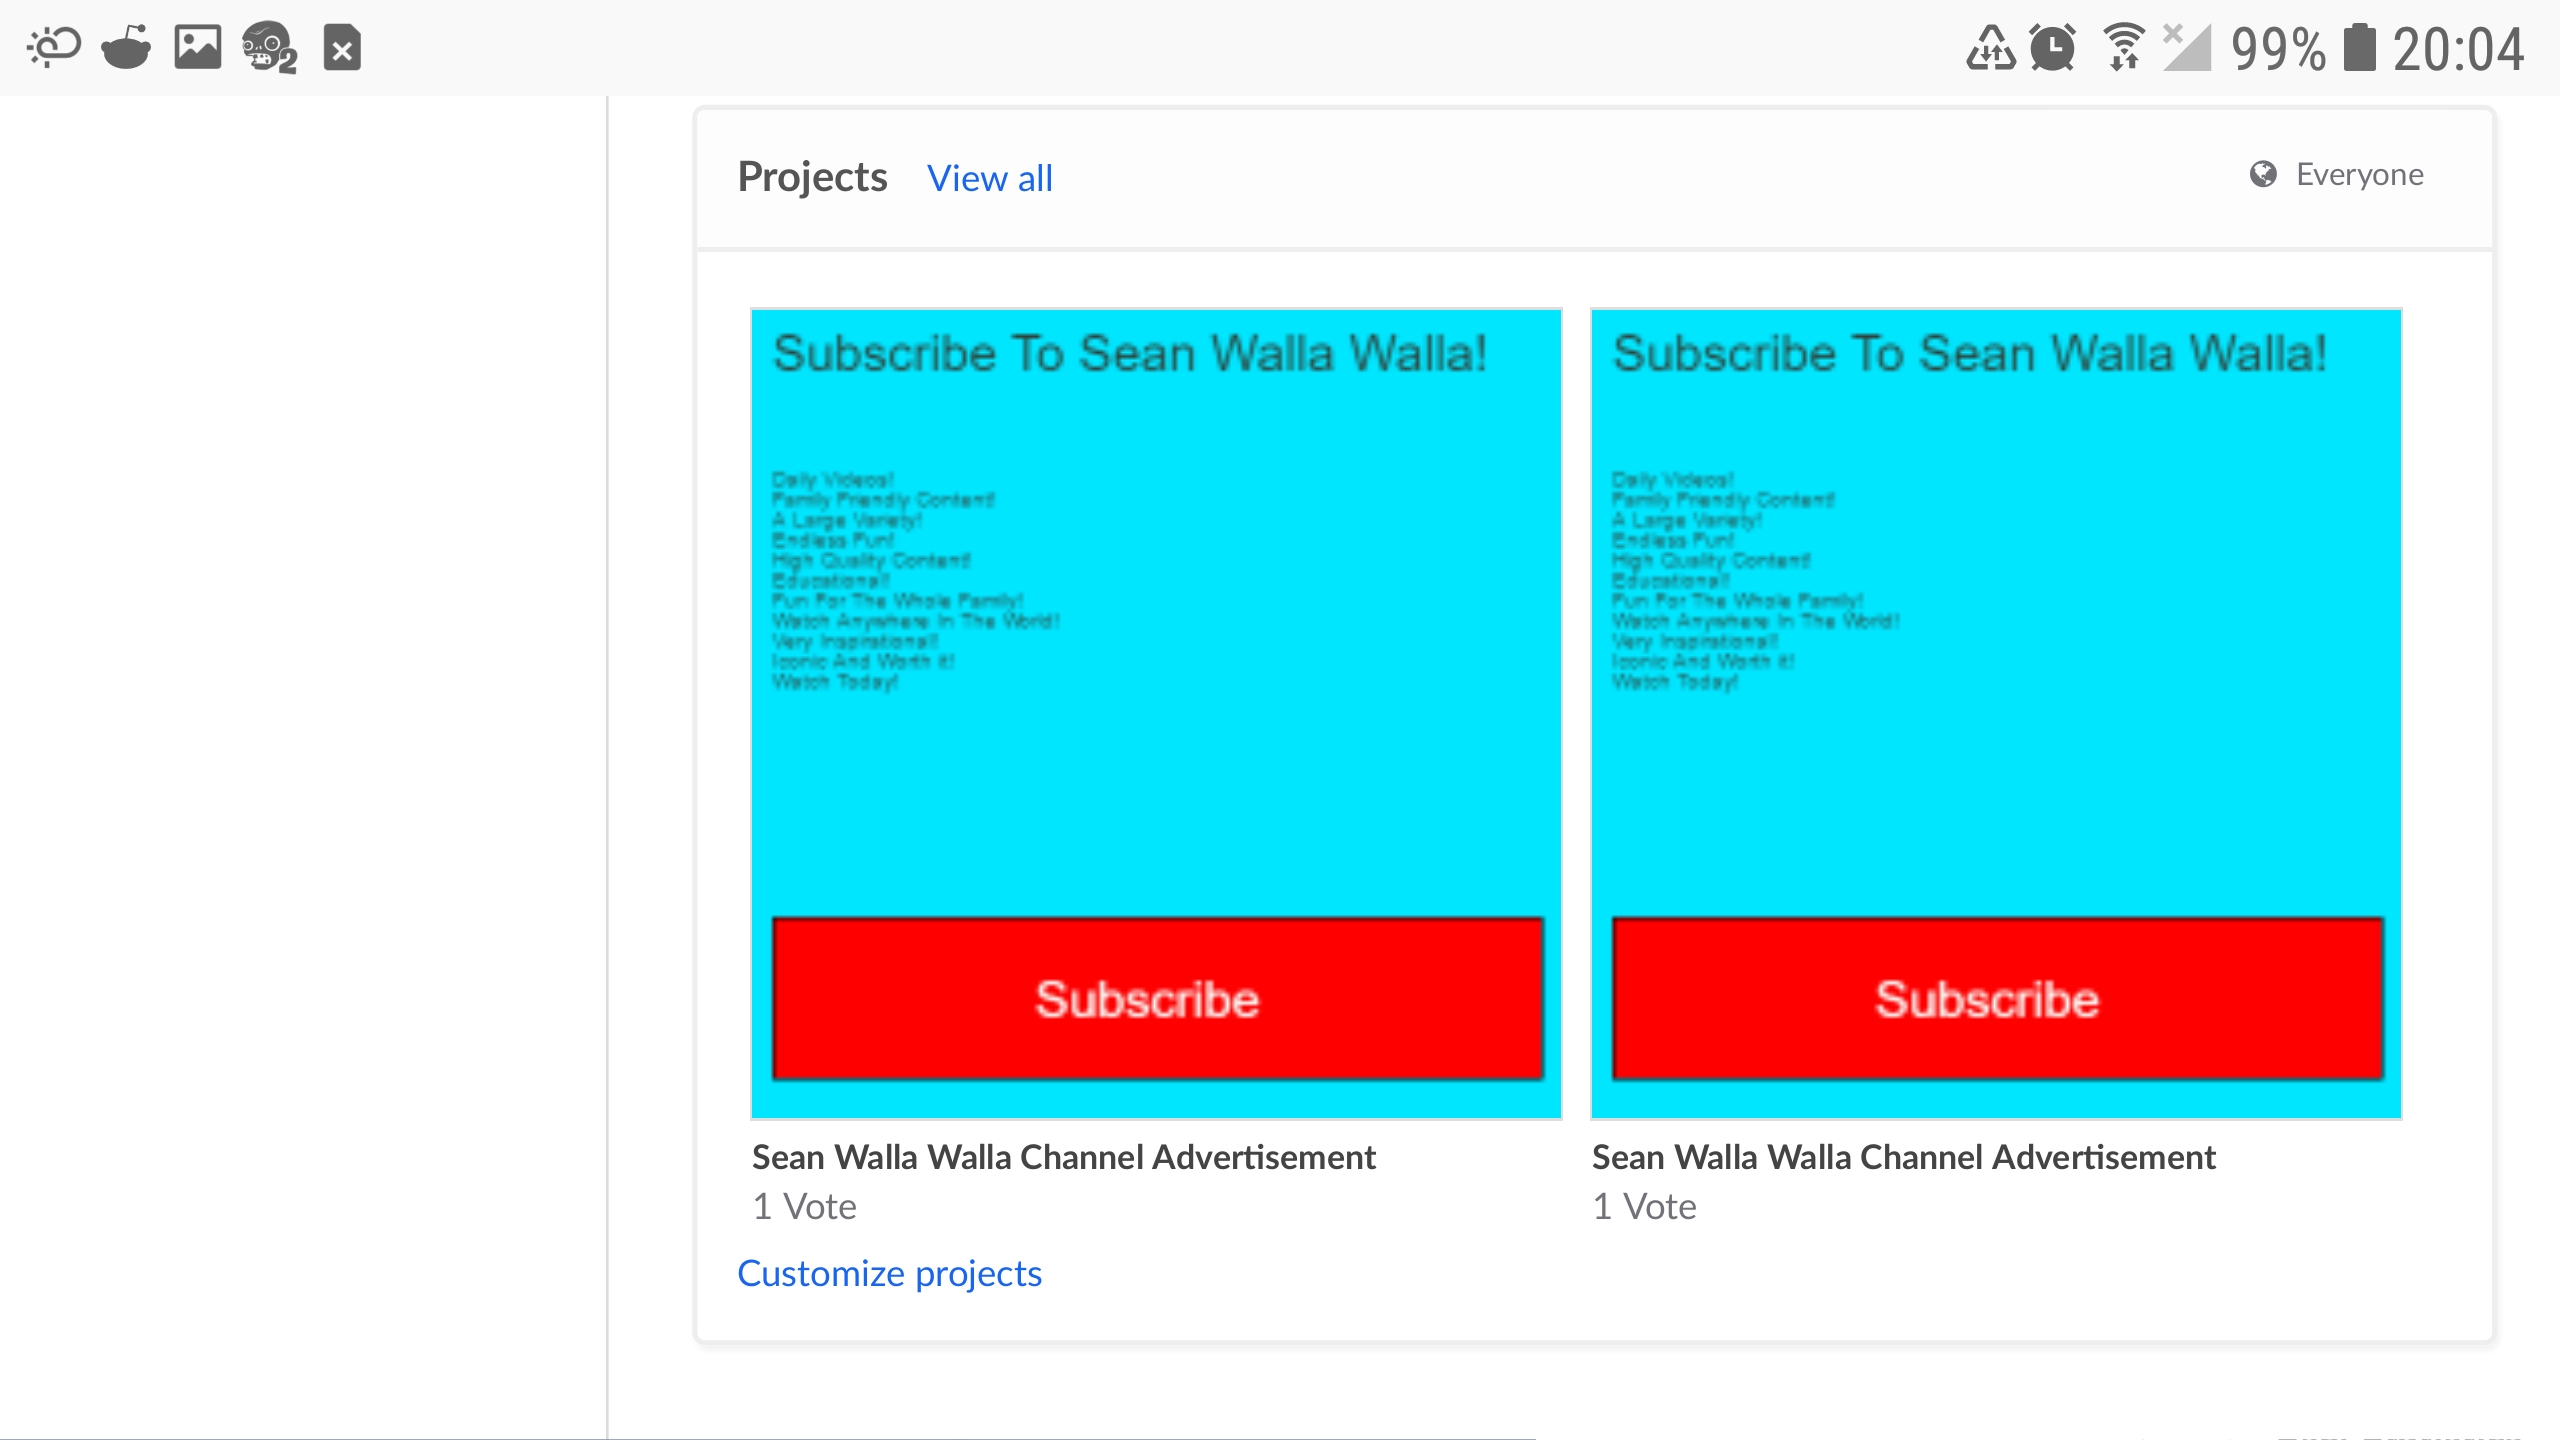 99% 20:04
Projects View all Everyone
Subscribe To Sean Walla Walla!
Daily Videos!
Family Friendly Content!
A Large Variety!
Endless Fun!
High Quality Content!
Educational!
Fun For The Whole Family!
Watch Anywhere In The World!
Very Inspirational!
Iconic And Worth It!
Watch Today!
Subscribe
Sean Walla Walla Channel Advertisement
1 Vote
Subscribe To Sean Walla Walla!
Daily Videos!
Family Friendly Content!
A Large Variety!
Endless Fun!
High Quality Content!
Educational!
Fun For The Whole Family!
Watch Anywhere In The World!
Very Inspirational!
Iconic And Worth It!
Watch Today!
Subscribe
Sean Walla Walla Channel Advertisement
1 Vote
Customize projects